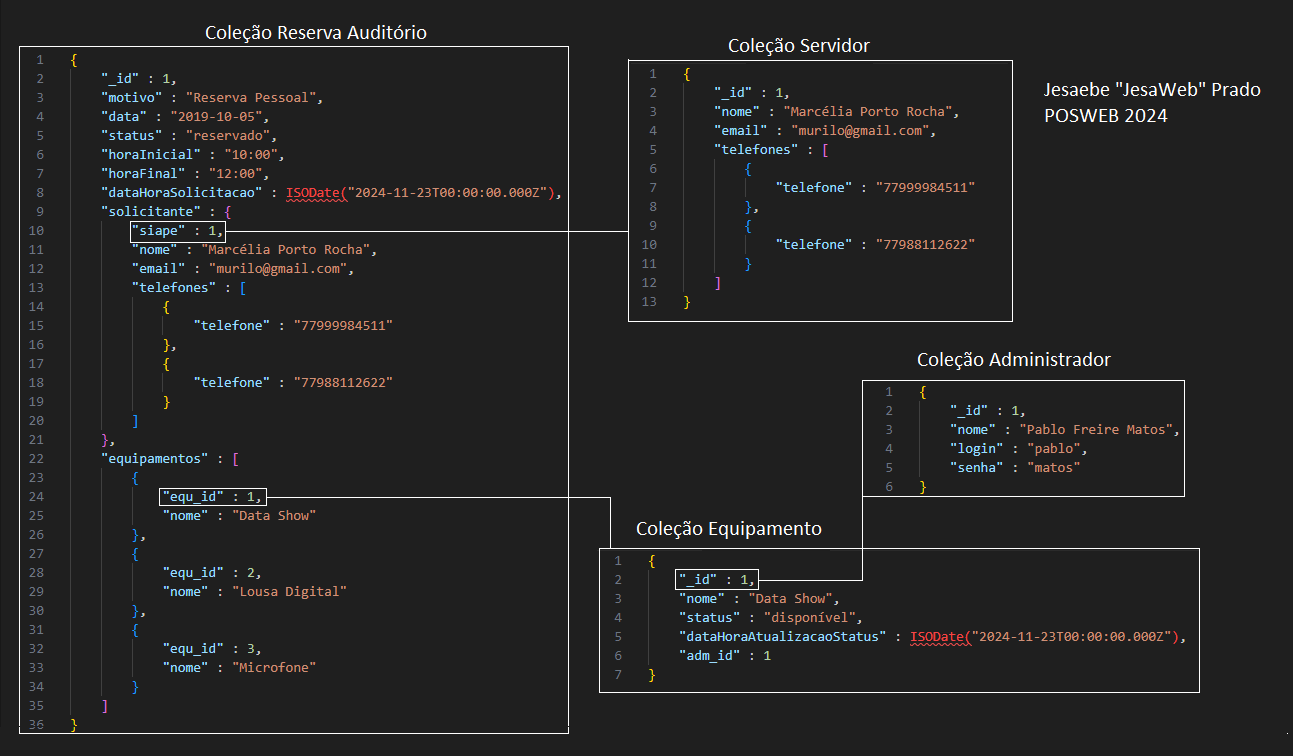 Coleção Reserva Auditório
1 {
2 "_id" : 1,
3 "motivo" : "Reserva Pessoal",
4 "data" : "2019-10-05",
5 "status" : "reservado",
6 "horaInicial" : "10:00",
7 "horaFinal" : "12:00",
8 "dataHoraSolicitacao" : ISODate("2024-11-23T00:00:00.000Z"),
9 "solicitante" : {
10 "siape" : 1,
11 "nome" : "Marcélia Porto Rocha",
12 "email" : "murilo@gmail.com",
13 "telefones" : [
14 {
15 "telefone" : "77999984511"
16 },
17 {
18 "telefone" : "77988112622"
19 }
20 ]
21 },
22 "equipamentos" : [
23 {
24 "equ_id" : 1,
25 "nome" : "Data Show"
26 },
27 {
28 "equ_id" : 2,
29 "nome" : "Lousa Digital"
30 },
31 {
32 "equ_id" : 3,
33 "nome" : "Microfone"
34 }
35 ]
36 }
Coleção Servidor
1 {
2 "_id" : 1,
3 "nome" : "Marcélia Porto Rocha",
4 "email" : "murilo@gmail.com",
5 "telefones" : [
6 {
7 "telefone" : "77999984511"
8 },
9 {
10 "telefone" : "77988112622"
11 }
12 ]
13 }
Jesaebe "JesaWeb" Prado
POSWEB 2024
Coleção Administrador
1 {
2 "_id" : 1,
3 "nome" : "Pablo Freire Matos",
4 "login" : "pablo",
5 "senha" : "matos"
6 }
Coleção Equipamento
1 {
2 "_id" : 1,
3 "nome" : "Data Show",
4 "status" : "disponível",
5 "dataHoraAtualizacaoStatus" : ISODate("2024-11-23T00:00:00.000Z"),
6 "adm_id" : 1
7 }